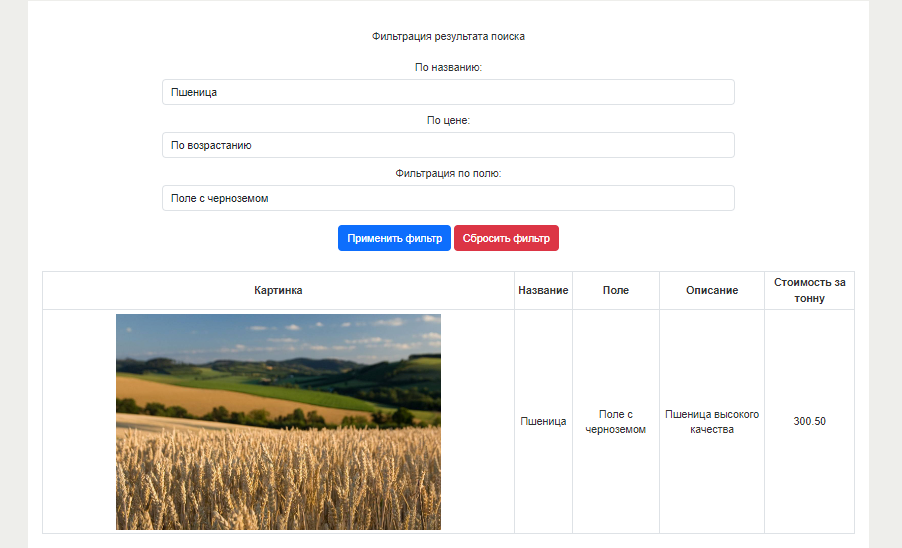 Фильтрация результата поиска
По названию:
Пшеница
По цене:
По возрастанию
Фильтрация по полю:
Поле с черноземом
Применить фильтр Сбросить фильтр
Картинка Название Поле Описание Стоимость за
тонну
Пшеница Поле с Пшеница высокого 300.50
черноземом качества